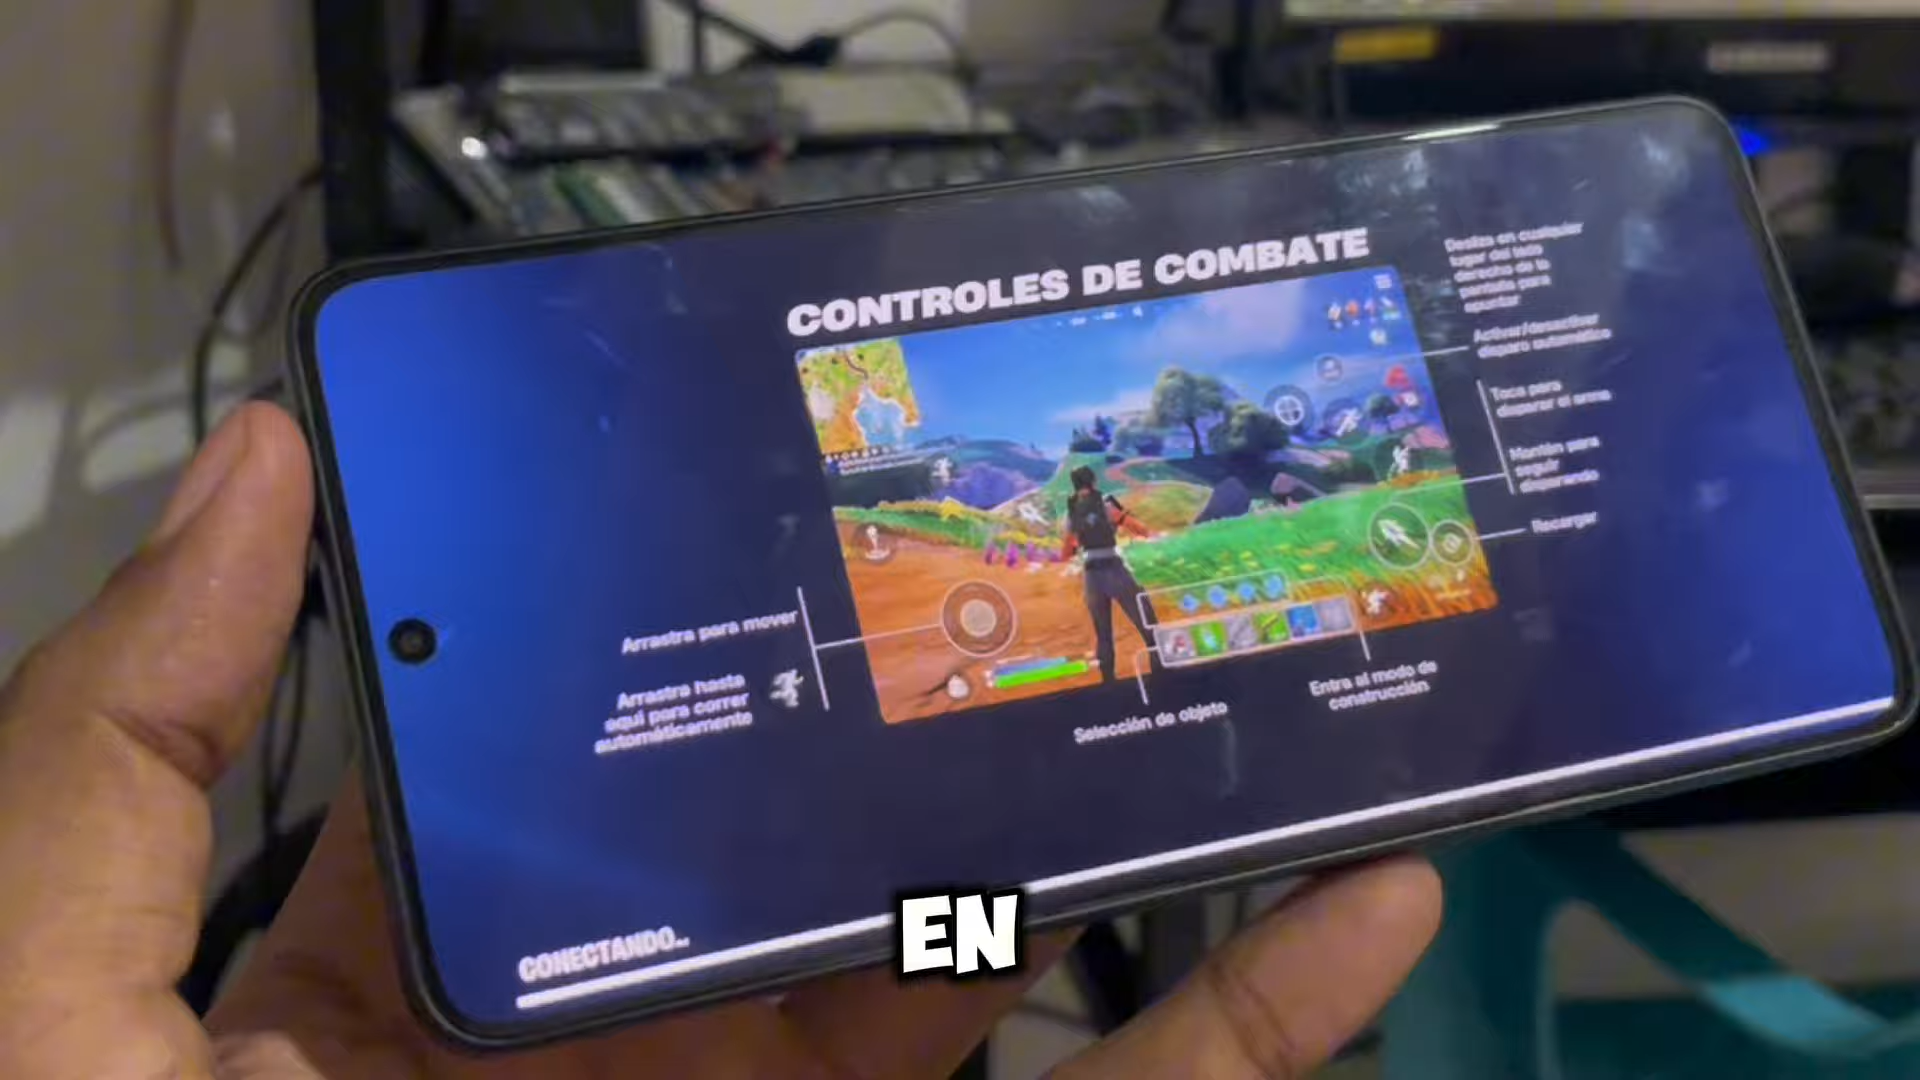 CONTROLES DE COMBATE
Desliza en cualquier
lugar del lado
derecho de la
pantalla para
apuntar
Activar/desactivar
disparo automático
Toca para
disparar el arma
Mantén para
seguir
disparando
Recargar
Arrastra para mover
Arrastra hasta
aquí para correr
automáticamente
Selección de objeto
Entra al modo de
construcción
CONECTANDO...
EN